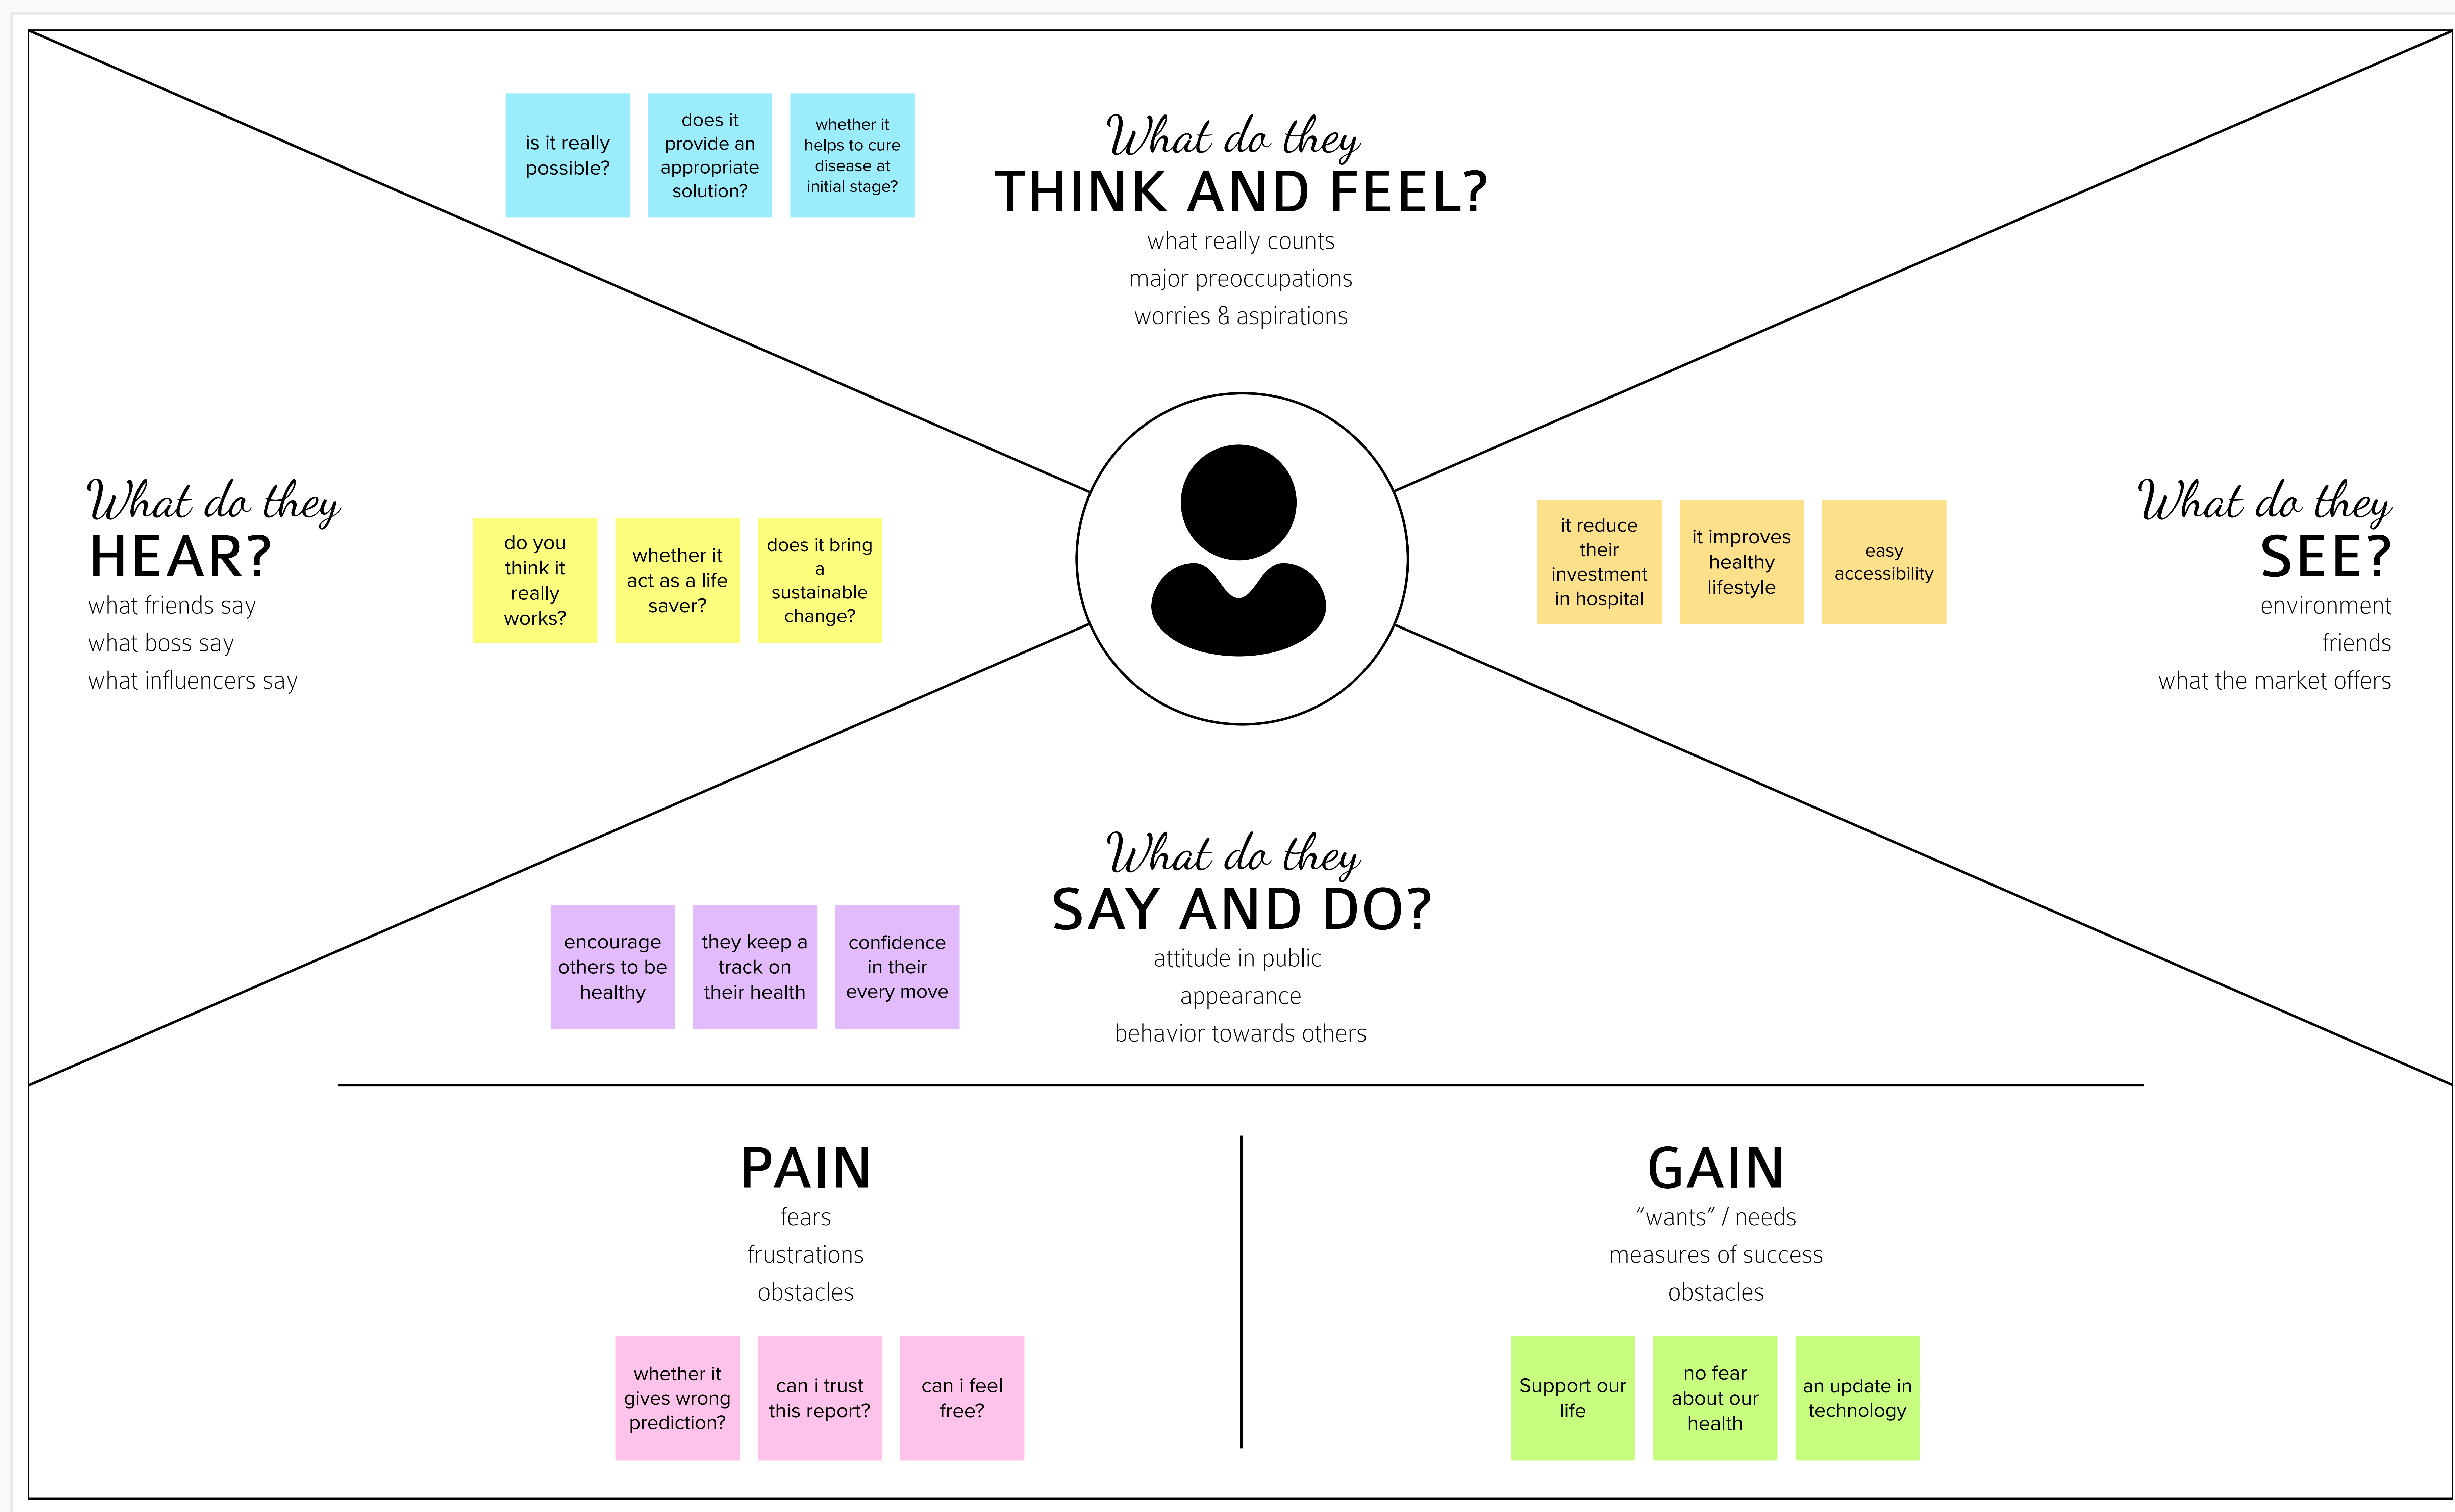 is it really
possible?
does it
provide an
appropriate
solution?
whether it
helps to cure
disease at
initial stage?
What do they
THINK AND FEEL?
what really counts
major preoccupations
worries & aspirations
What do they
HEAR?
what friends say
what boss say
what influencers say
do you
think it
really
works?
whether it
act as a life
saver?
does it bring
a
sustainable
change?
it reduce
their
investment
in hospital
it improves
healthy
lifestyle
easy
accessibility
What do they
SEE?
environment
friends
what the market offers
What do they
SAY AND DO?
attitude in public
appearance
behavior towards others
encourage
others to be
healthy
they keep a
track on
their health
confidence
in their
every move
PAIN
fears
frustrations
obstacles
whether it
gives wrong
prediction?
can i trust
this report?
can i feel
free?
GAIN
“wants” / needs
measures of success
obstacles
Support our
life
no fear
about our
health
an update in
technology